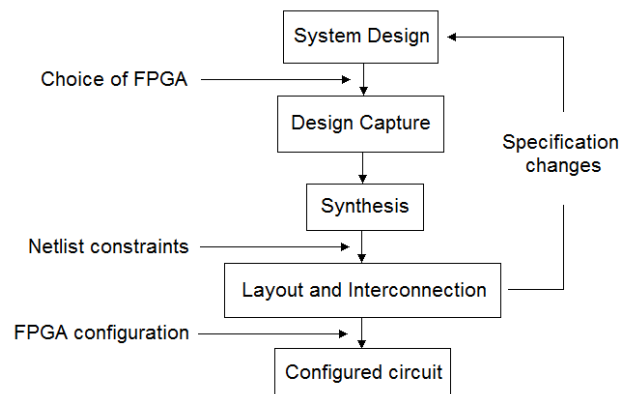 System Design
Choice of FPGA
Design Capture
Specification
changes
Synthesis
Netlist constraints
Layout and Interconnection
FPGA configuration
Configured circuit